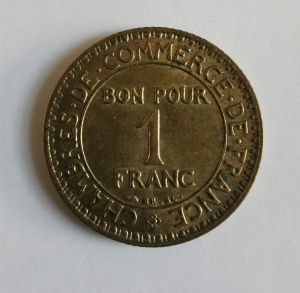 CHAMBRES·DE·COMMERCE·DE·FRANCE
BON POUR
1
FRANC